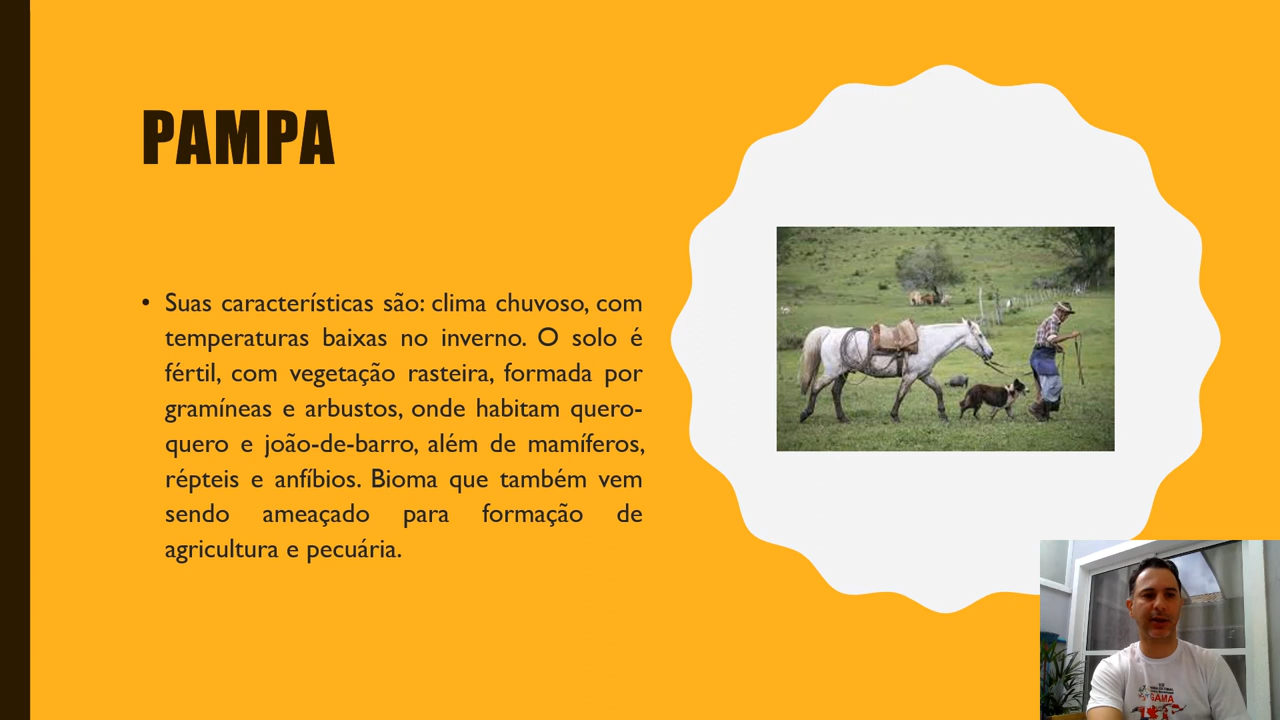 PAMPA
• Suas características são: clima chuvoso, com
temperaturas baixas no inverno. O solo é
fértil, com vegetação rasteira, formada por
gramíneas e arbustos, onde habitam quero-
quero e joão-de-barro, além de mamíferos,
répteis e anfíbios. Bioma que também vem
sendo ameaçado para formação de
agricultura e pecuária.
GAMA